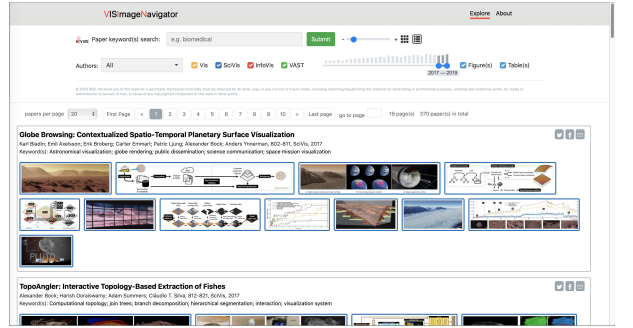 VISImageNavigator
Explore About
Paper keyword(s) search: e.g. biomedical Submit - +
Authors: All Vis SciVis InfoVis VAST 2017 — 2019 Figure(s) Table(s)
papers per page 20 First Page < 1 2 3 4 5 6 7 8 9 10 > Last page go to page 19 page(s) 370 paper(s) in total
Globe Browsing: Contextualized Spatio-Temporal Planetary Surface Visualization
Karl Bladin; Emil Axelsson; Erik Broberg; Carter Emmart; Patric Ljung; Alexander Bock; Anders Ynnerman, 802-811, SciVis, 2017
Keyword(s): Astronomical visualization; globe rendering; public dissemination; science communication; space mission visualization
TopoAngler: Interactive Topology-Based Extraction of Fishes
Alexander Bock; Harish Doraiswamy; Adam Summers; Cláudio T. Silva, 812-821, SciVis, 2017
Keyword(s): Computational topology; join trees; branch decomposition; hierarchical segmentation; interaction; visualization system